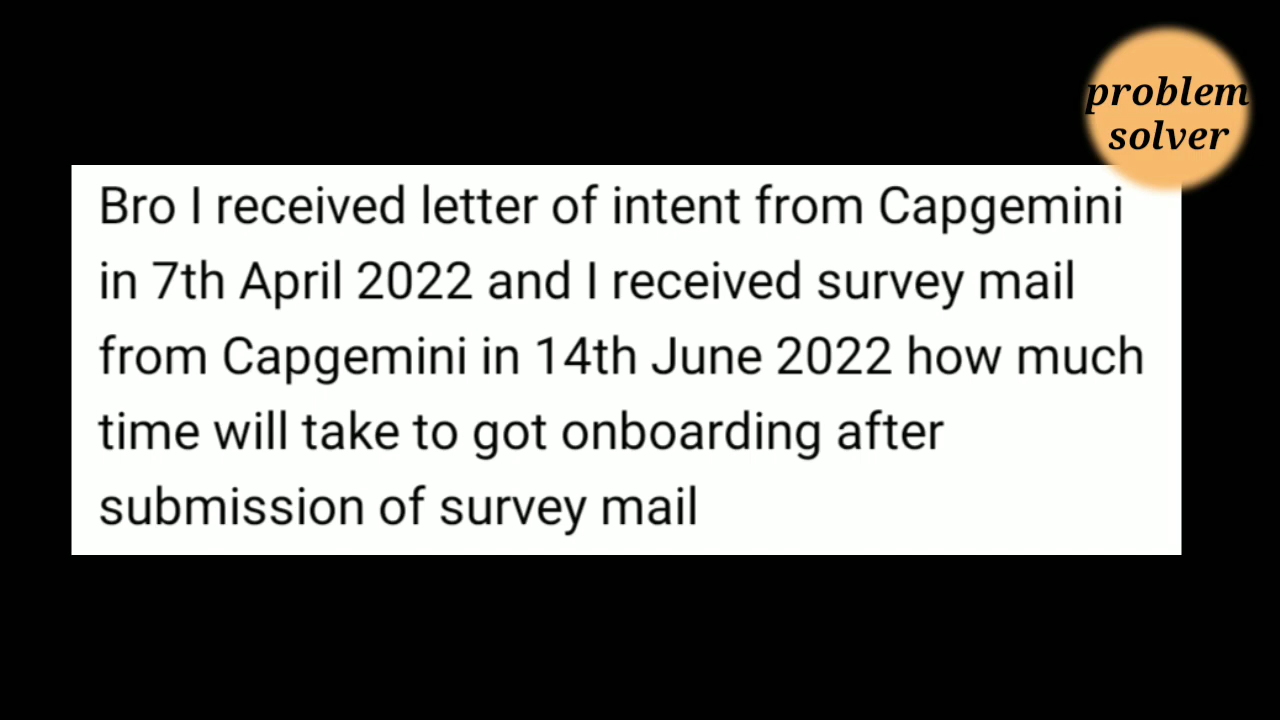 problem
solver
Bro I received letter of intent from Capgemini
in 7th April 2022 and I received survey mail
from Capgemini in 14th June 2022 how much
time will take to got onboarding after
submission of survey mail